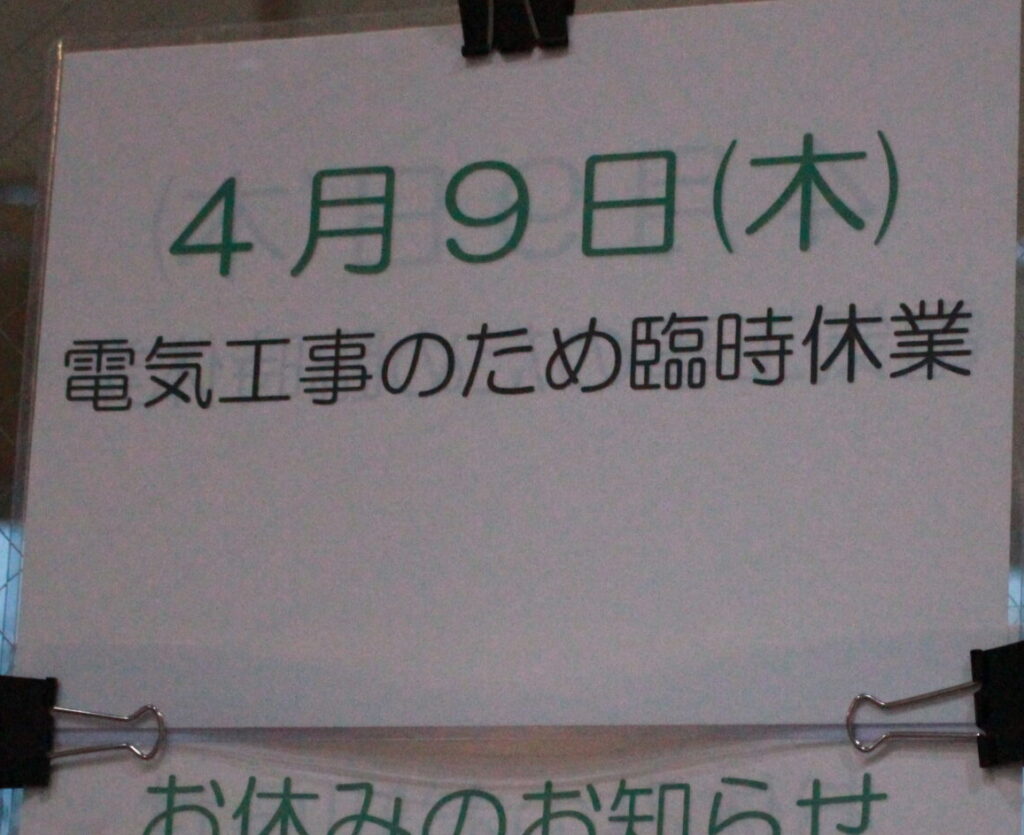 4月9日(木)
電気工事のため臨時休業
お休みのお知らせ